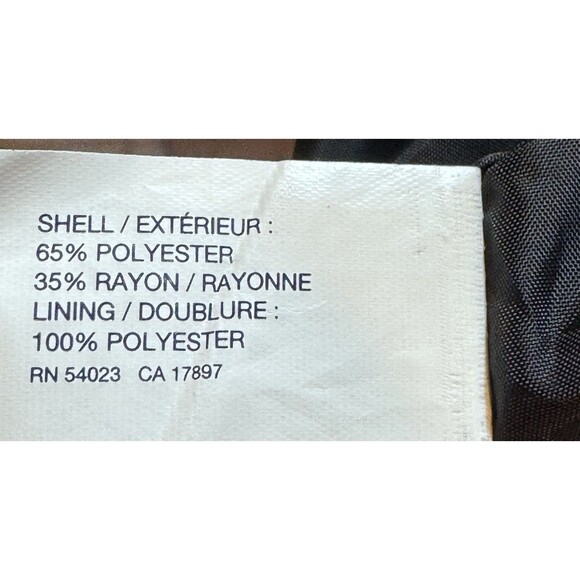 SHELL / EXTÉRIEUR :
65% POLYESTER
35% RAYON / RAYONNE
LINING / DOUBLURE :
100% POLYESTER
RN 54023 CA 17897